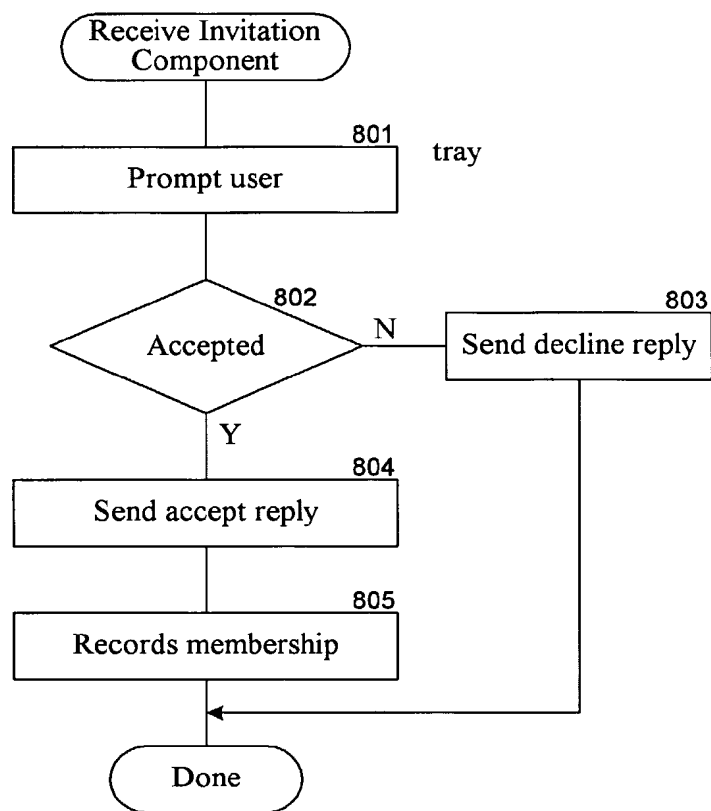 Receive Invitation
Component
801
tray
Prompt user
802
Accepted
N
803
Send decline reply
Y
804
Send accept reply
805
Records membership
Done